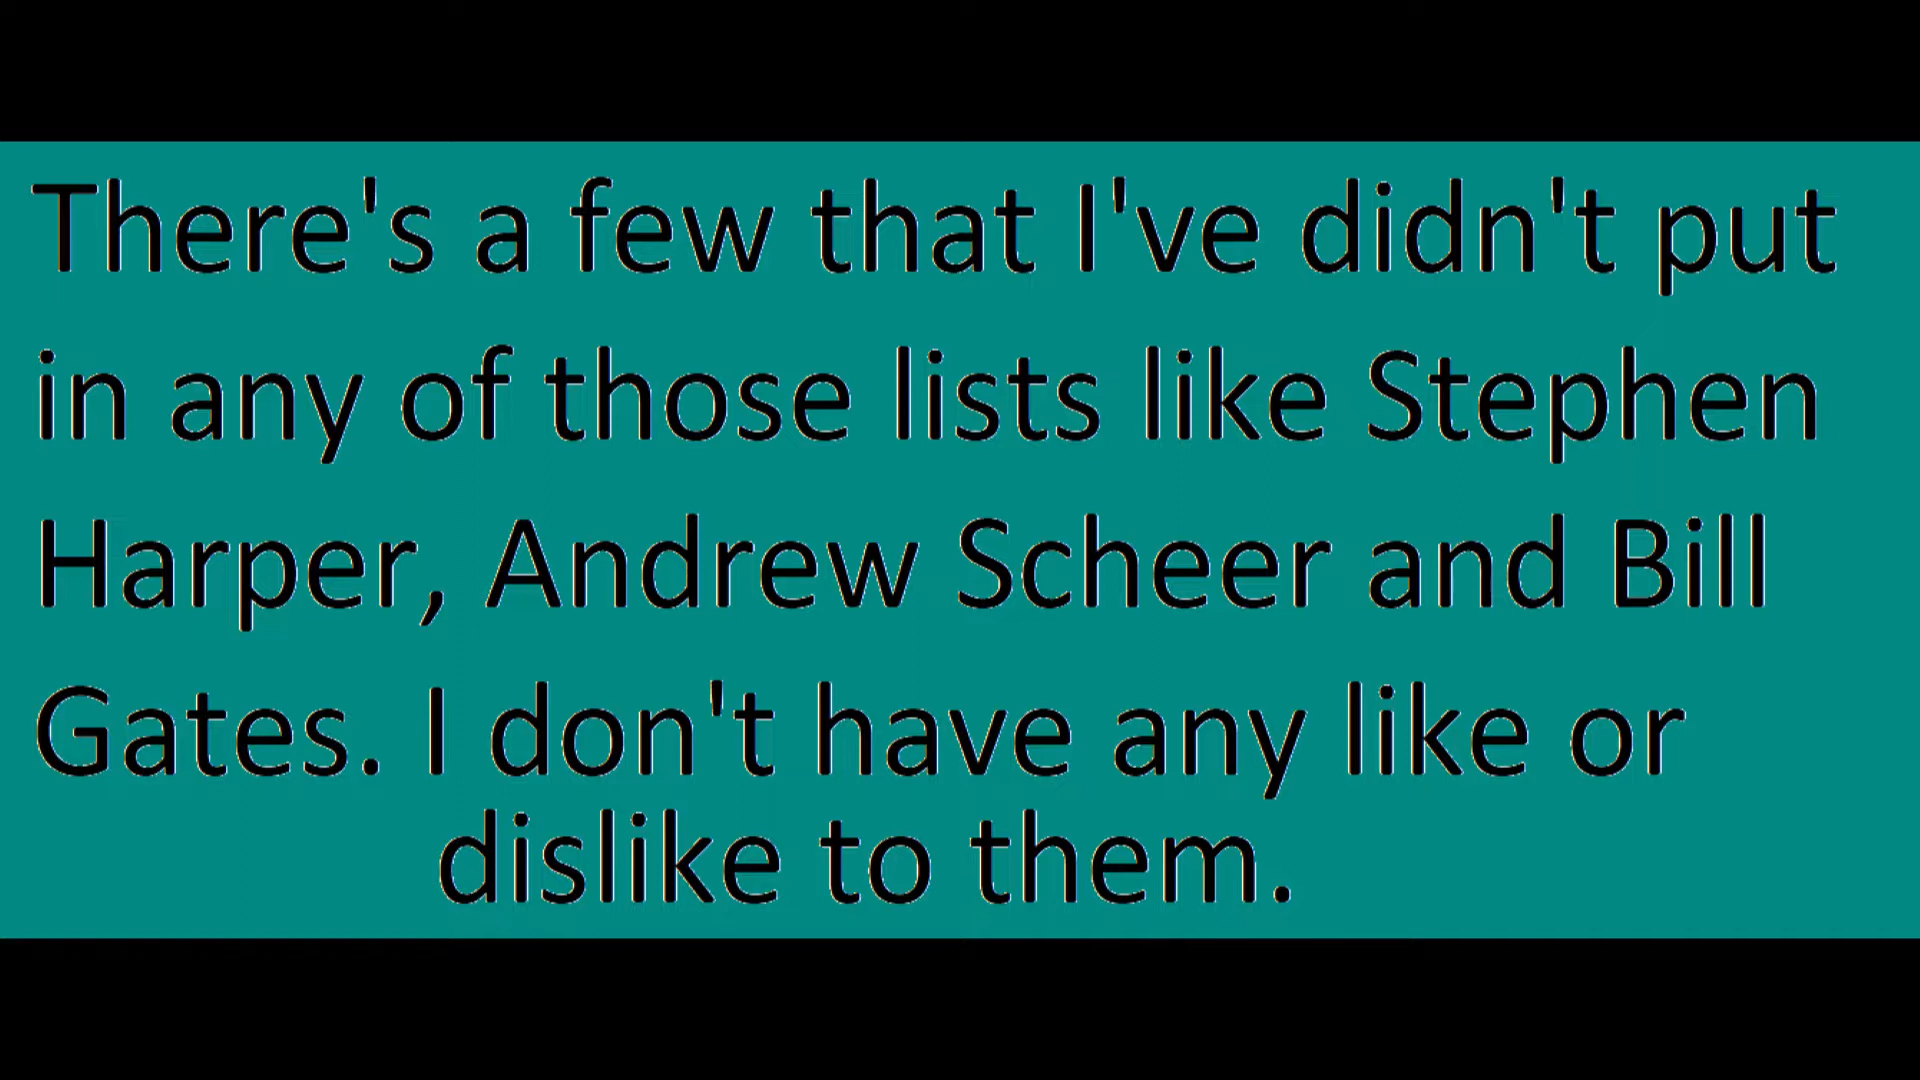 There's a few that I've didn't put
in any of those lists like Stephen
Harper, Andrew Scheer and Bill
Gates. I don't have any like or
dislike to them.